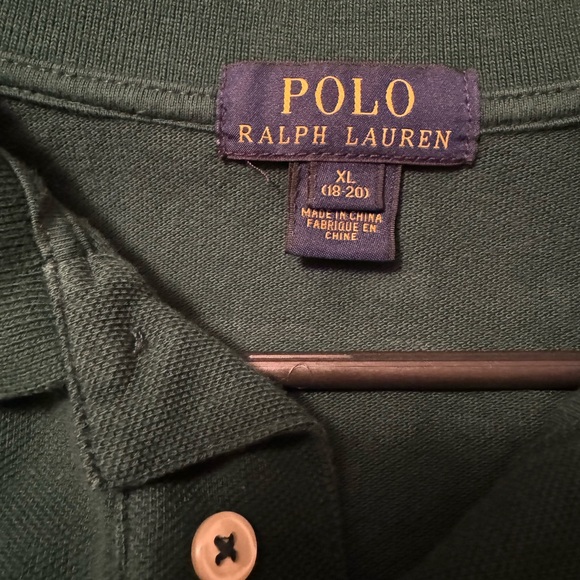 POLO
RALPH LAUREN
XL
(18-20)
MADE IN CHINA
FABRIQUE EN
CHINE